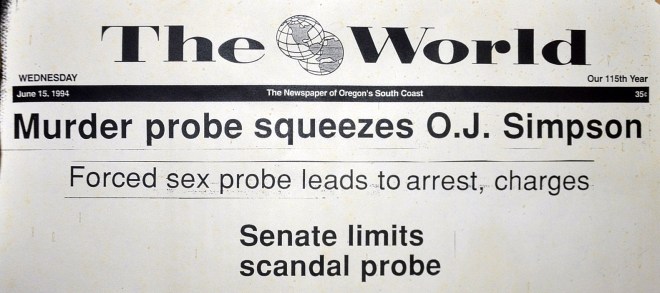 The World
WEDNESDAY Our 115th Year
June 15, 1994 The Newspaper of Oregon's South Coast 35¢
Murder probe squeezes O.J. Simpson
Forced sex probe leads to arrest, charges
Senate limits
scandal probe